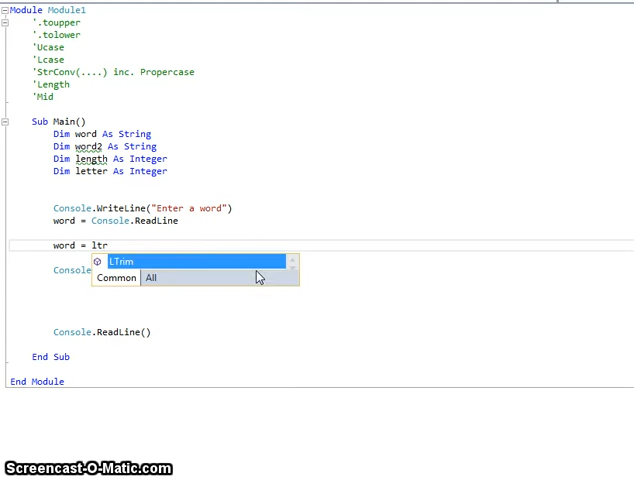 Module Module1
'.toupper
'.tolower
'Ucase
'Lcase
'StrConv(....) inc. Propercase
'Length
'Mid
Sub Main()
Dim word As String
Dim word2 As String
Dim length As Integer
Dim letter As Integer
Console.WriteLine("Enter a word")
word = Console.ReadLine
word = ltr
LTrim
Console
Common All
Console.ReadLine()
End Sub
End Module
Screencast-O-Matic.com